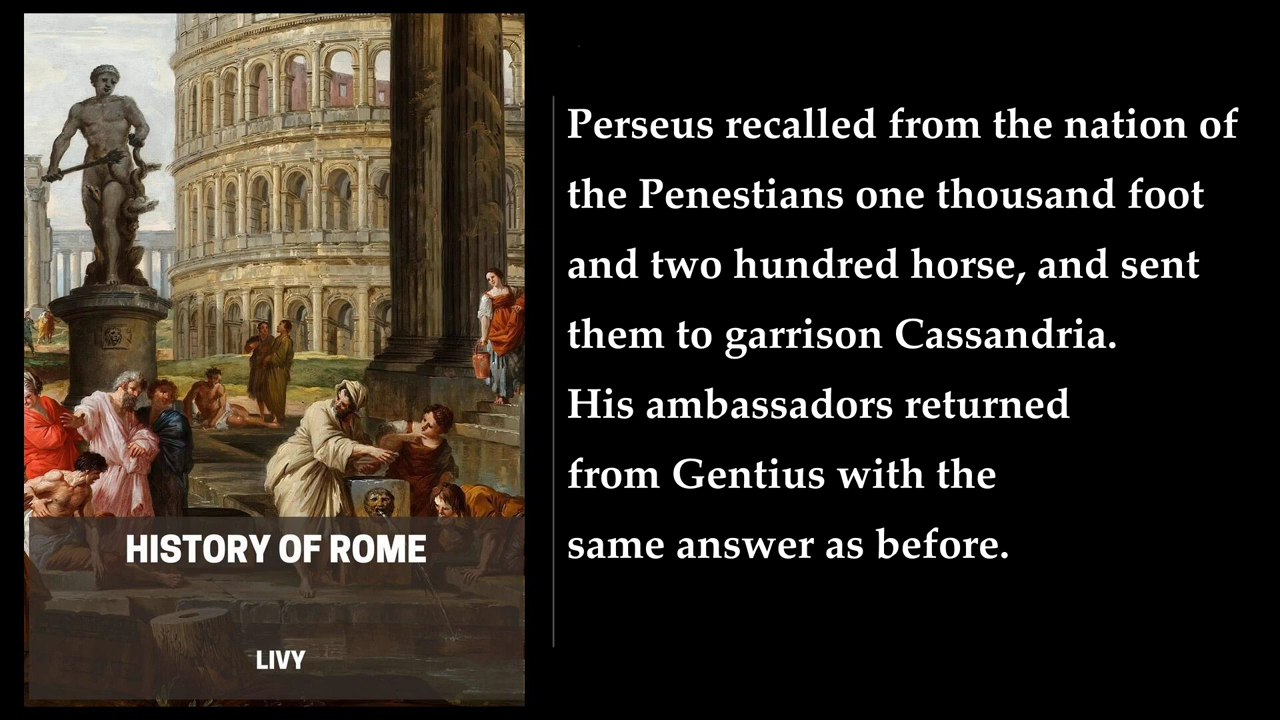 HISTORY OF ROME
LIVY
Perseus recalled from the nation of
the Penestians one thousand foot
and two hundred horse, and sent
them to garrison Cassandria.
His ambassadors returned
from Gentius with the
same answer as before.